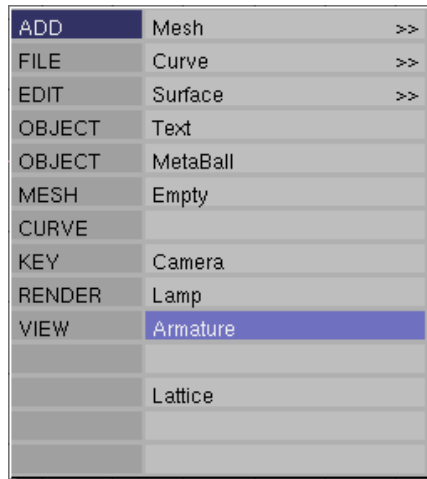 ADD Mesh >>
FILE Curve >>
EDIT Surface >>
OBJECT Text
OBJECT MetaBall
MESH Empty
CURVE
KEY Camera
RENDER Lamp
VIEW Armature
Lattice